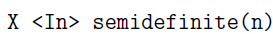 X <In> semidefinite(n)